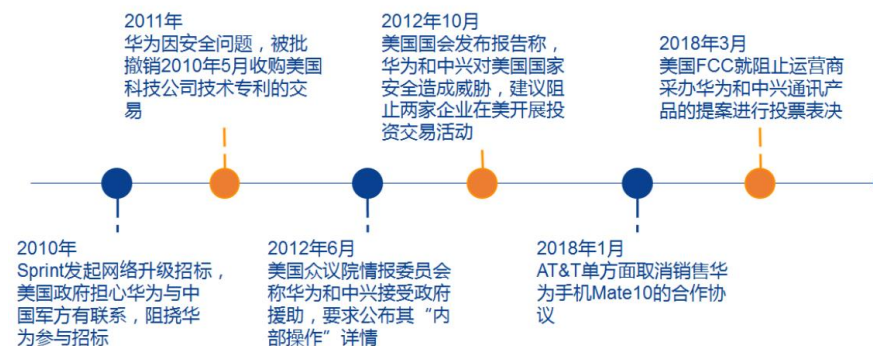 2011年
华为因安全问题，被批
撤销2010年5月收购美国
科技公司技术专利的交
易
2012年10月
美国国会发布报告称，
华为和中兴对美国国家
安全造成威胁，建议阻
止两家企业在美开展投
资交易活动
2018年3月
美国FCC就阻止运营商
采办华为和中兴通讯产
品的提案进行投票表决
2010年
Sprint发起网络升级招标，
美国政府担心华为与中
国军方有联系，阻挠华
为参与招标
2012年6月
美国众议院情报委员会
称华为和中兴接受政府
援助，要求公布其“内
部操作”详情
2018年1月
AT&T单方面取消销售华
为手机Mate10的合作协
议